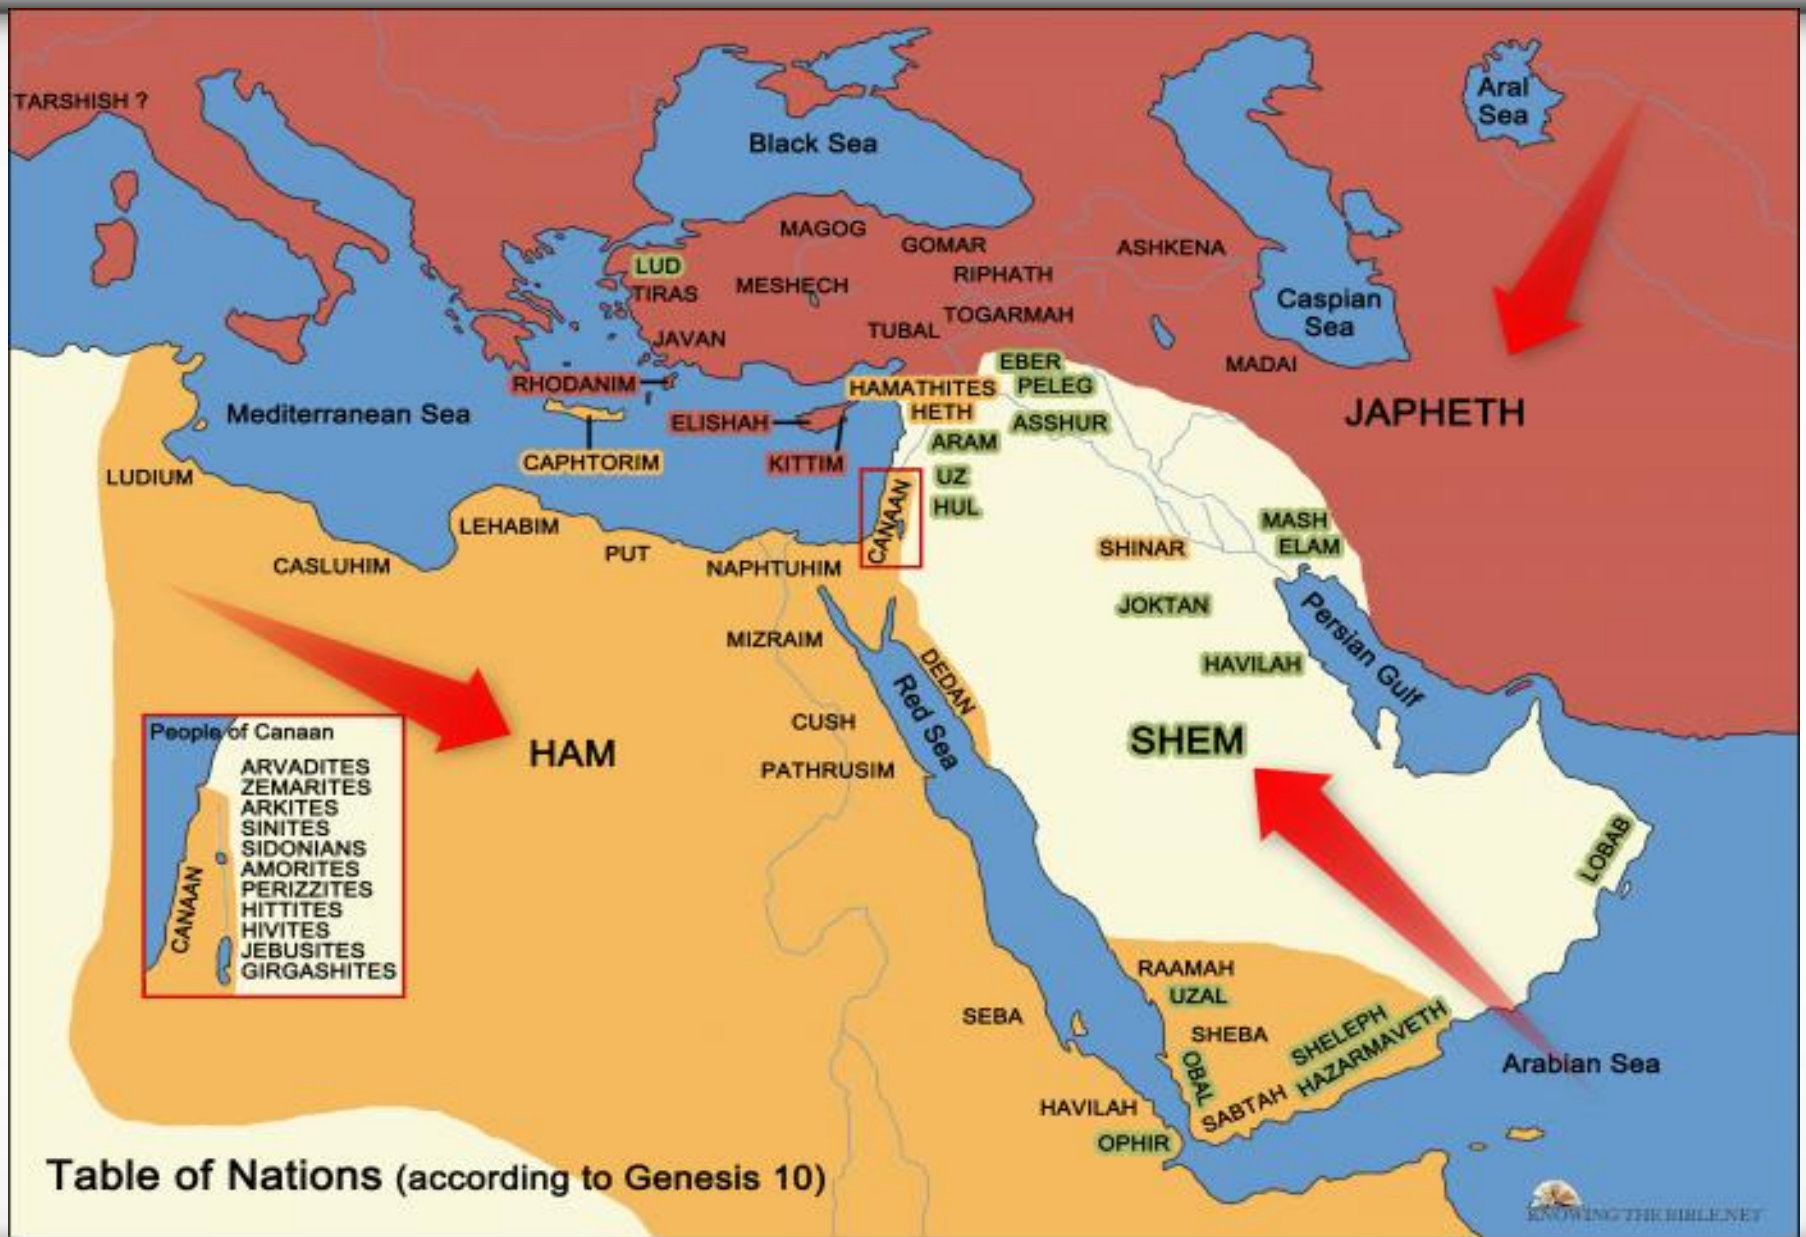 TARSHISH ?
Black Sea
Aral
Sea
MAGOG
GOMAR
ASHKENA
LUD
RIPHATH
TIRAS
MESHECH
Caspian
Sea
TOGARMAH
TUBAL
JAVAN
MADAI
EBER
RHODANIM
HAMATHITES
PELEG
JAPHETH
Mediterranean Sea
HETH
ELISHAH
ASSHUR
ARAM
CAPHTORIM
KITTIM
LUDIUM
UZ
CANAAN
HUL
LEHABIM
MASH
PUT
SHINAR
ELAM
CASLUHIM
NAPHTUHIM
JOKTAN
MIZRAIM
Persian Gulf
HAVILAH
DEDAN
Red Sea
CUSH
HAM
SHEM
PATHRUSIM
People of Canaan
ARVADITES
ZEMARITES
ARKITES
SINITES
SIDONIANS
AMORITES
PERIZZITES
HITTITES
HIVITES
JEBUSITES
GIRGASHITES
CANAAN
LOBAB
RAAMAH
UZAL
SEBA
SHEBA
SHELEPH
HAZARMAVETH
OBAL
Arabian Sea
SABTAH
HAVILAH
OPHIR
Table of Nations (according to Genesis 10)
KNOWING THE BIBLE.NET